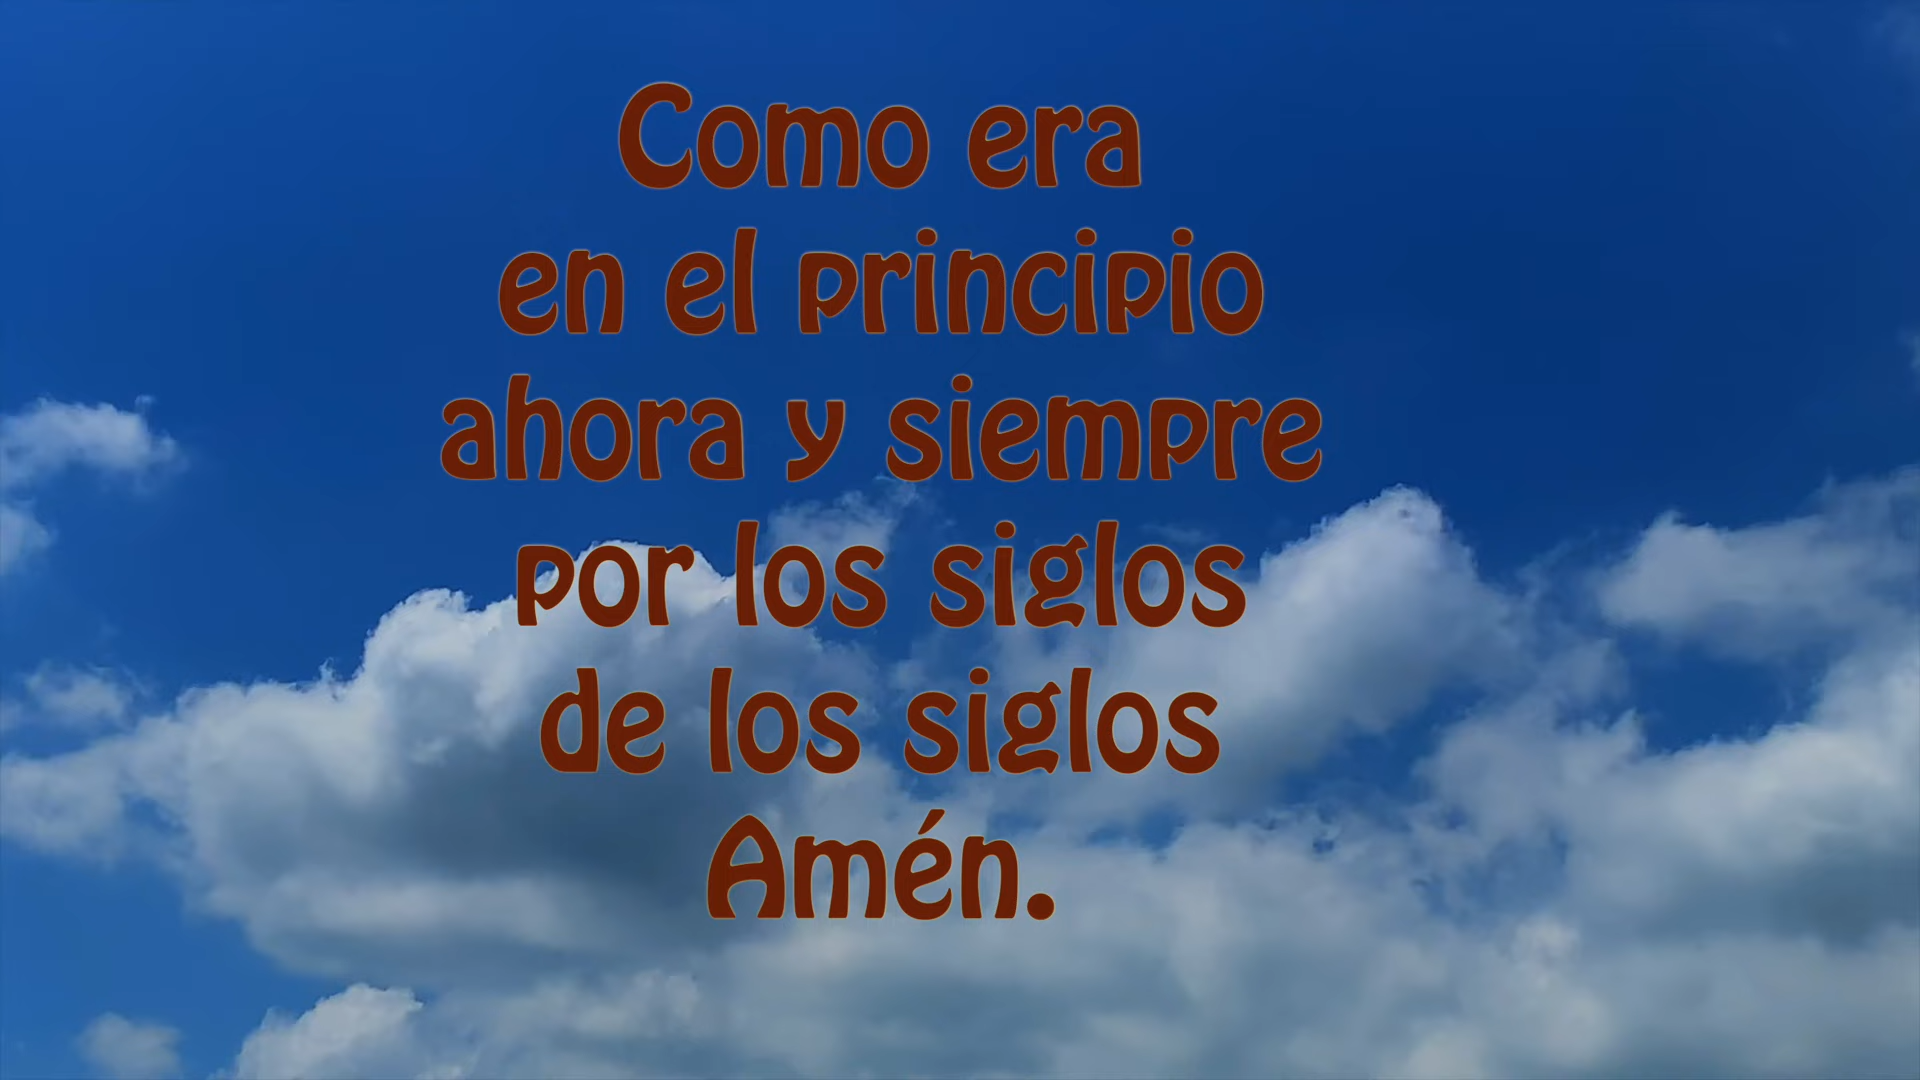 Como era
en el principio
ahora y siempre
por los siglos
de los siglos
Amén.